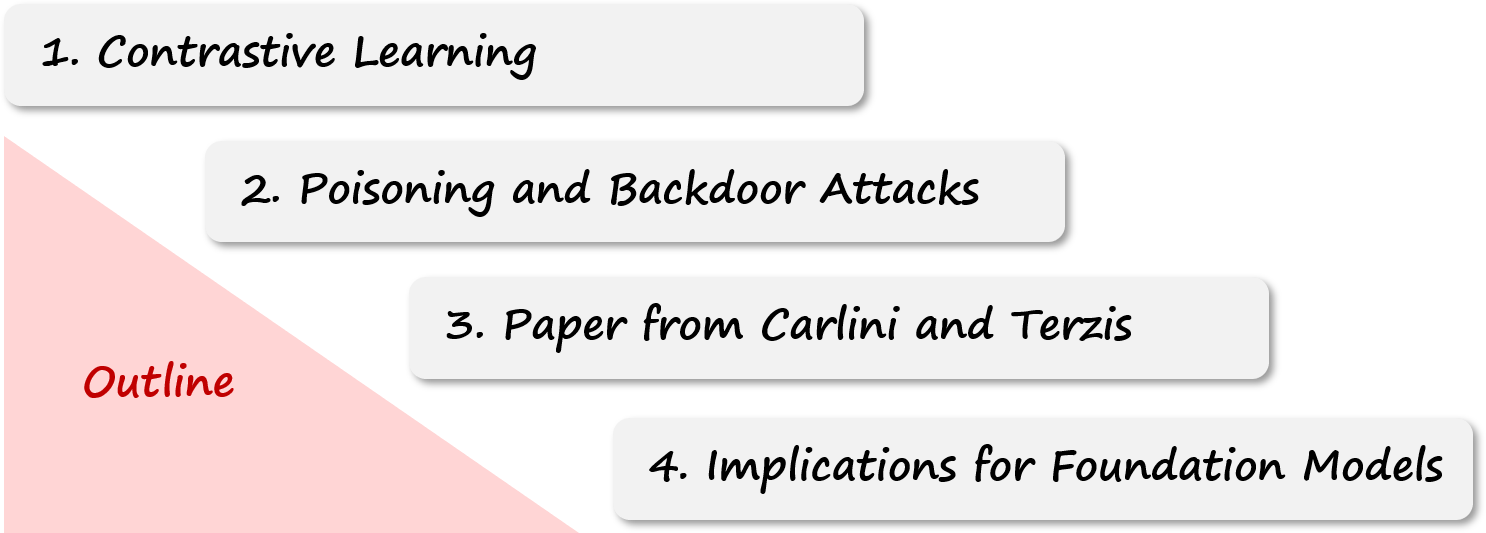 1. Contrastive Learning
2. Poisoning and Backdoor Attacks
3. Paper from Carlini and Terzis
Outline
4. Implications for Foundation Models